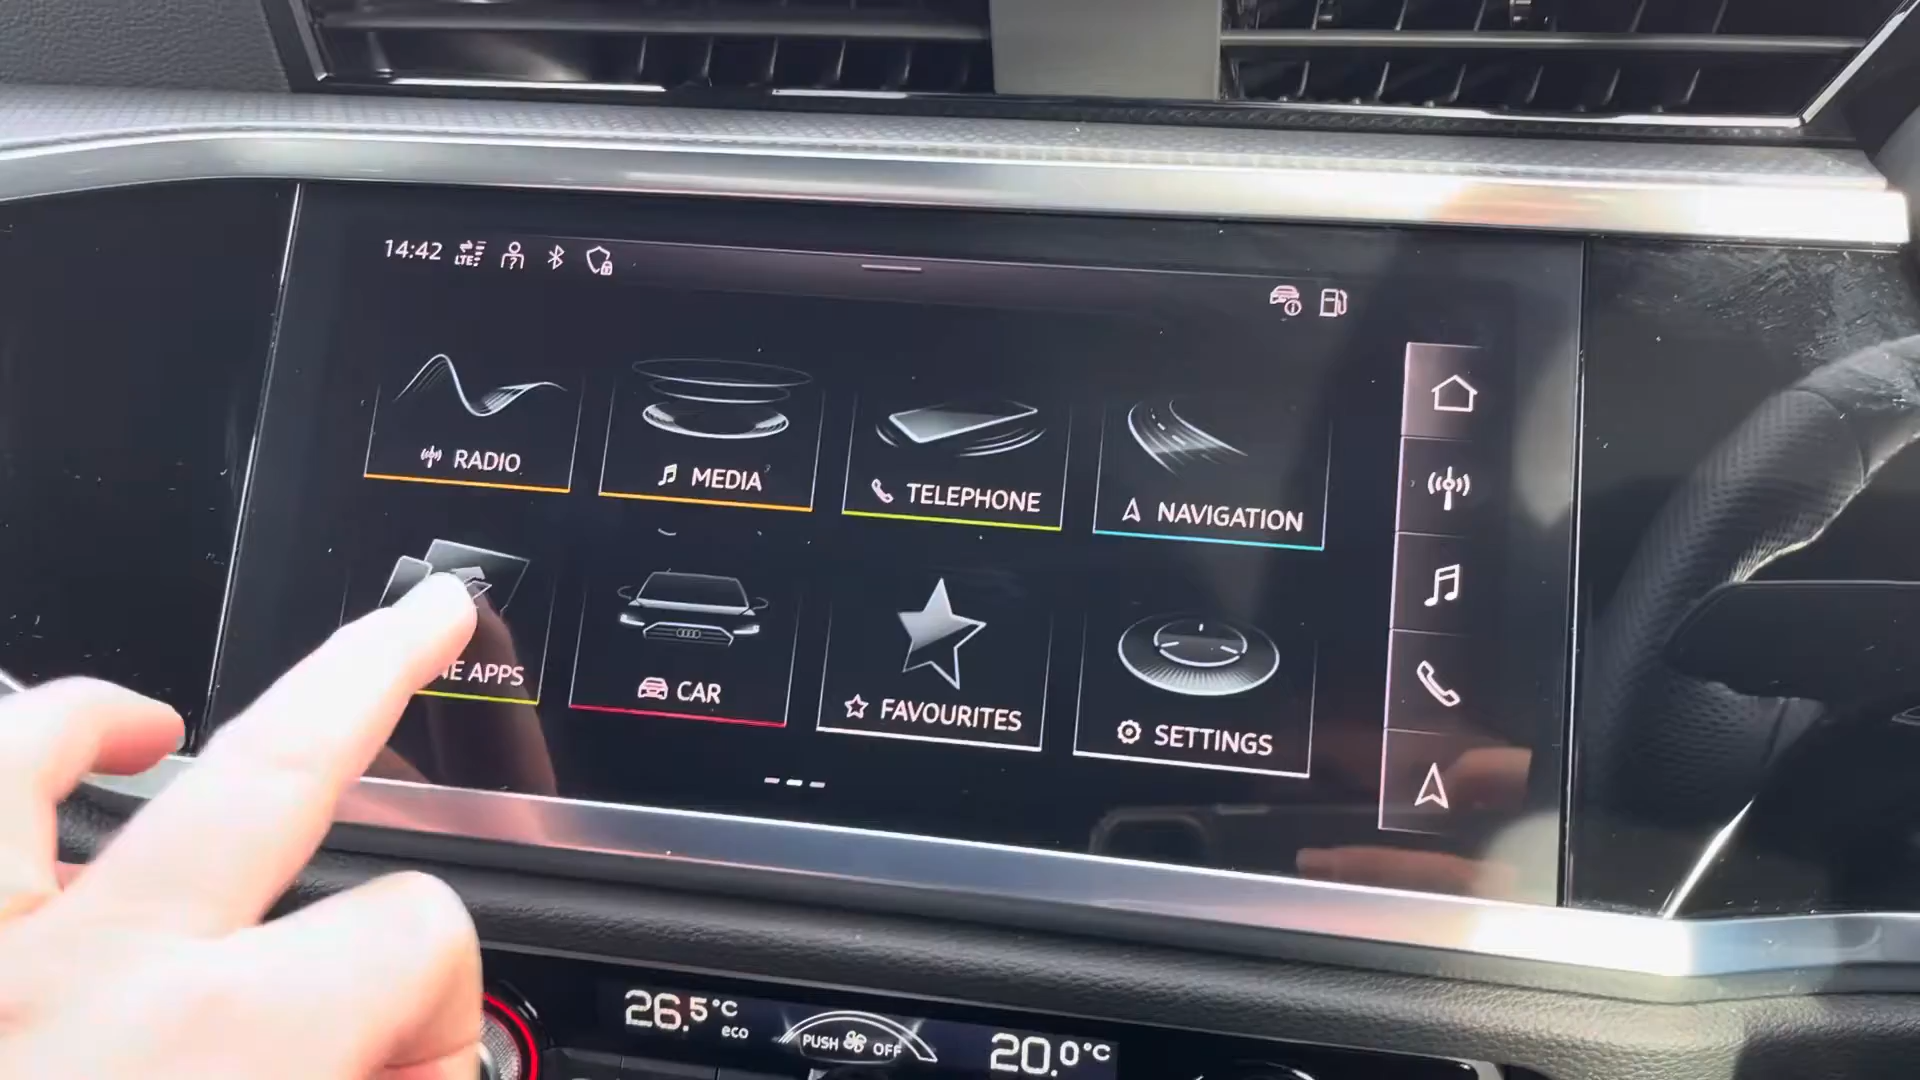 14:42 LTE
RADIO
MEDIA
TELEPHONE
NAVIGATION
APPS
CAR
FAVOURITES
SETTINGS
26.5°C
eco
PUSH OFF
20.0°C